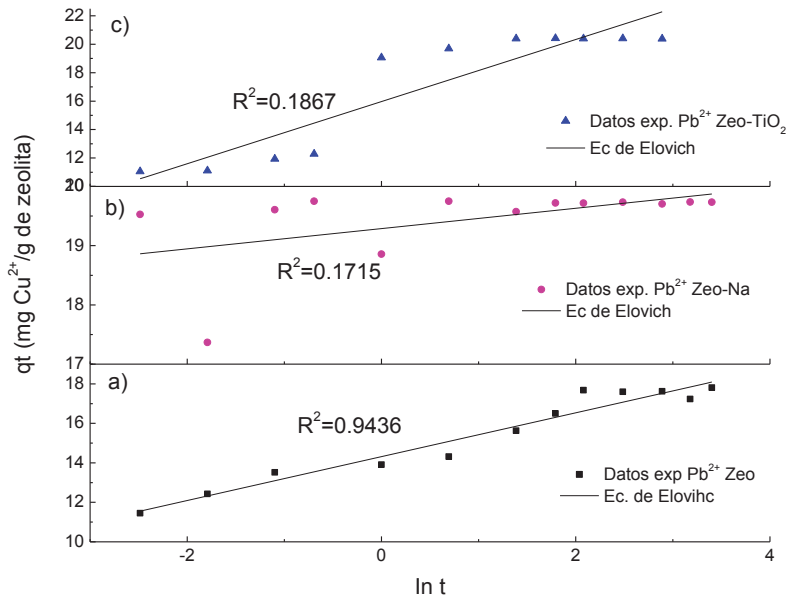 c)
22
20
18
16
14
12
R²=0.1867
Datos exp. Pb²⁺ Zeo-TiO₂
Ec de Elovich
20
b)
19
18
17
R²=0.1715
Datos exp. Pb²⁺ Zeo-Na
Ec de Elovich
qt (mg Cu²⁺/g de zeolita)
a)
18
16
14
12
10
R²=0.9436
Datos exp Pb²⁺ Zeo
Ec. de Elovihc
-2
0
2
4
ln t